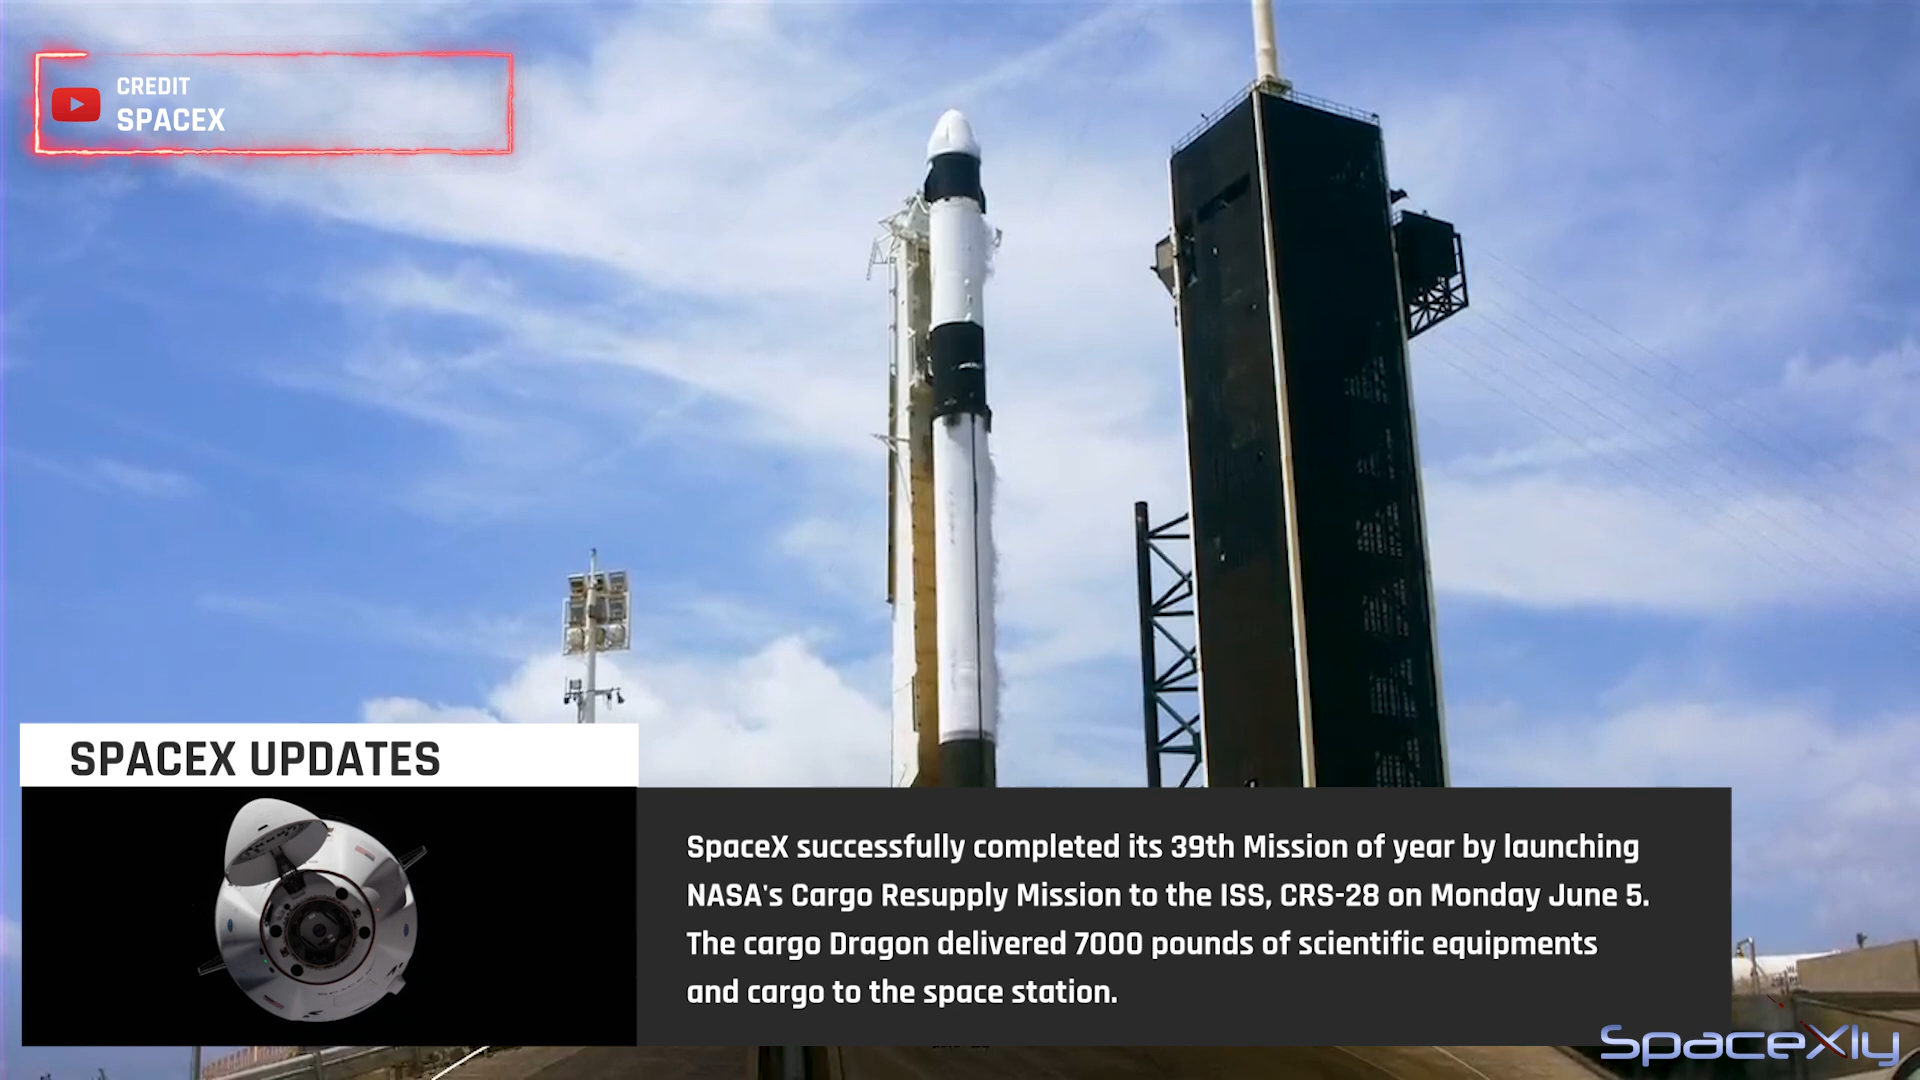 CREDIT
SPACEX
SPACEX UPDATES
SpaceX successfully completed its 39th Mission of year by launching
NASA's Cargo Resupply Mission to the ISS, CRS-28 on Monday June 5.
The cargo Dragon delivered 7000 pounds of scientific equipments
and cargo to the space station.
SpaceXly